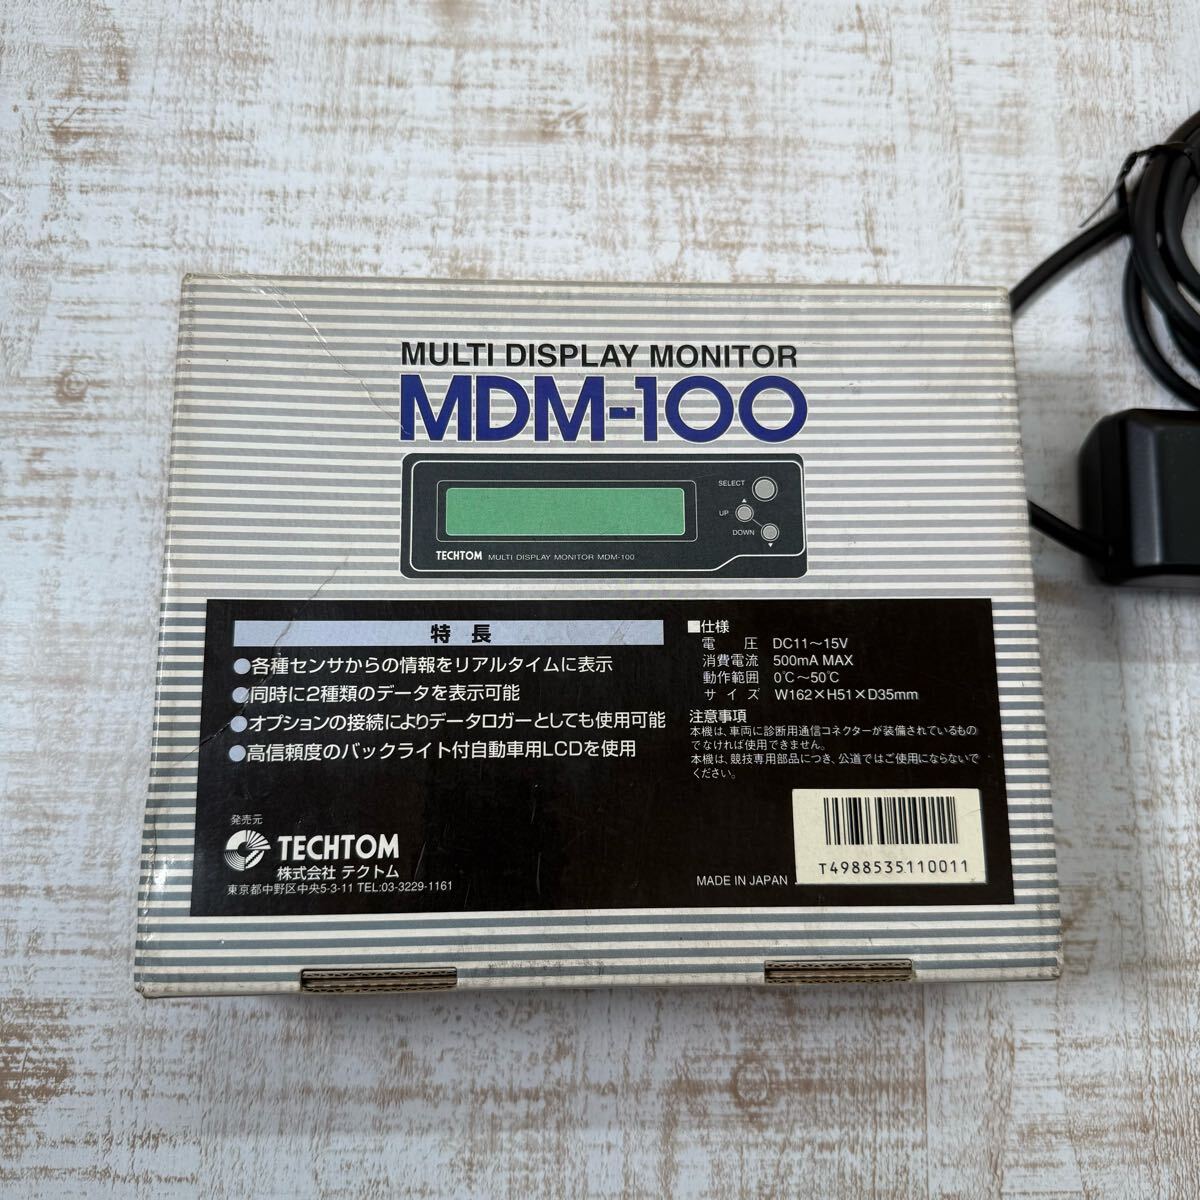 MULTI DISPLAY MONITOR
MDM-100
SELECT
UP
DOWN
TECHTOM MULTI DISPLAY MONITOR MDM-100
特長
●各種センサからの情報をリアルタイムに表示
●同時に2種類のデータを表示可能
●オプションの接続によりデータロガーとしても使用可能
●高信頼度のバックライト付自動車用LCDを使用
■仕様
電圧 DC11〜15V
消費電流 500mA MAX
動作範囲 0℃〜50℃
サイズ W162×H51×D35mm
注意事項
本機は、車両に診断用通信コネクターが装備されているもの
でなければ使用できません。
本機は、競技専用部品につき、公道ではご使用にならないで
ください。
発売元
TECHTOM
株式会社 テクトム
東京都中野区中央5-3-11 TEL:03-3229-1161
MADE IN JAPAN
T4988535110011